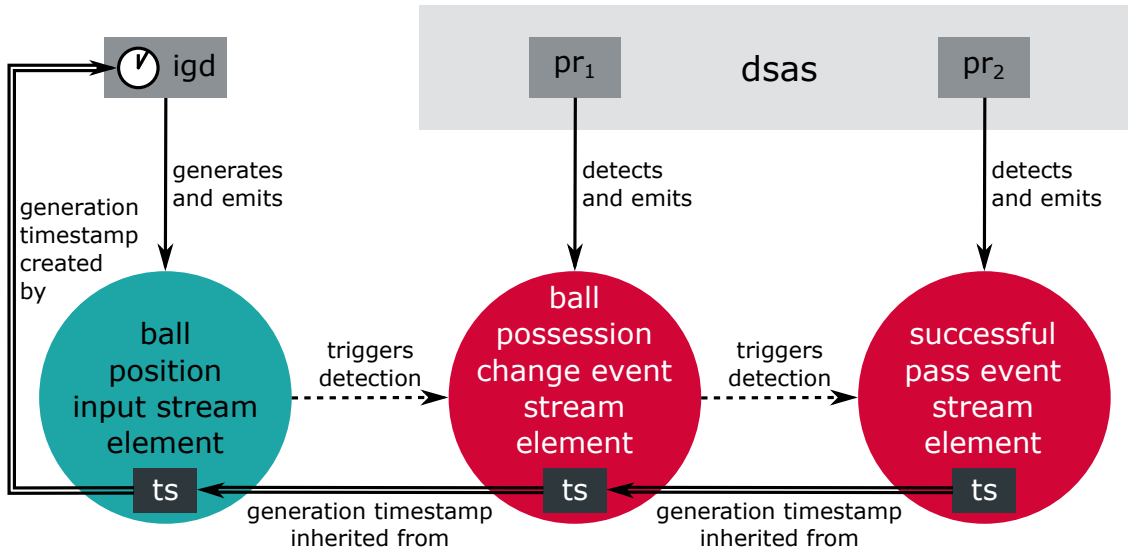 igd
pr₁
dsas
pr₂
generates
and emits
detects
and emits
detects
and emits
generation
timestamp
created
by
ball
position
input stream
element
ts
triggers
detection
ball
possession
change event
stream
element
ts
triggers
detection
successful
pass event
stream
element
ts
generation timestamp
inherited from
generation timestamp
inherited from